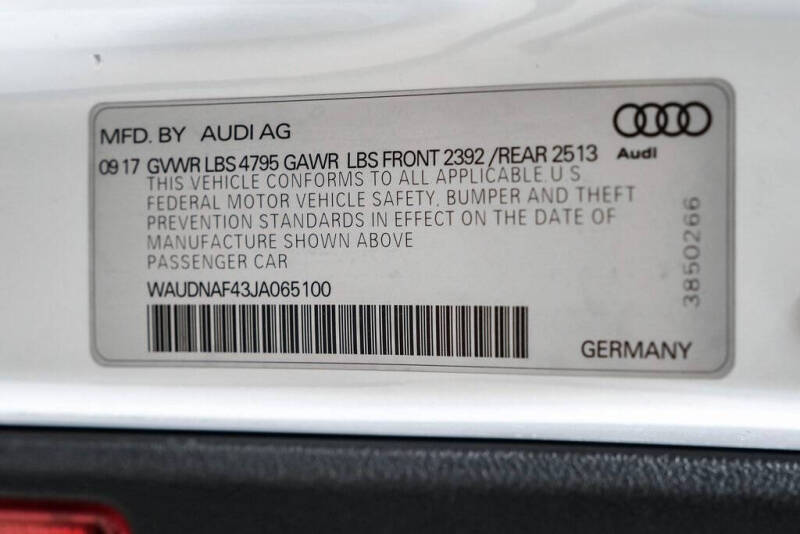 MFD. BY AUDI AG
Audi
09 17 GVWR LBS 4795 GAWR LBS FRONT 2392 /REAR 2513
THIS VEHICLE CONFORMS TO ALL APPLICABLE U S
FEDERAL MOTOR VEHICLE SAFETY, BUMPER AND THEFT
PREVENTION STANDARDS IN EFFECT ON THE DATE OF
MANUFACTURE SHOWN ABOVE
PASSENGER CAR
WAUDNAF43JA065100
3850266
GERMANY